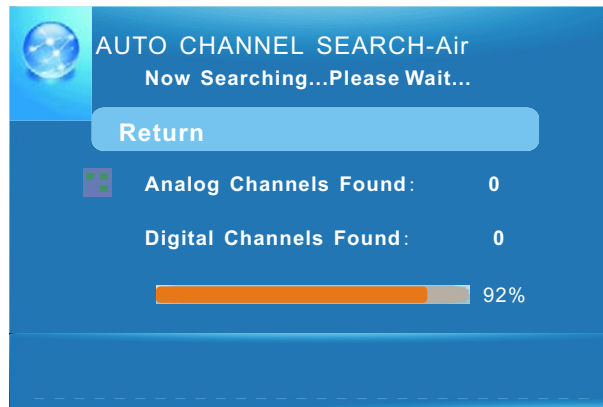 AUTO CHANNEL SEARCH-Air
Now Searching...Please Wait...
Return
Analog Channels Found: 0
Digital Channels Found: 0
92%